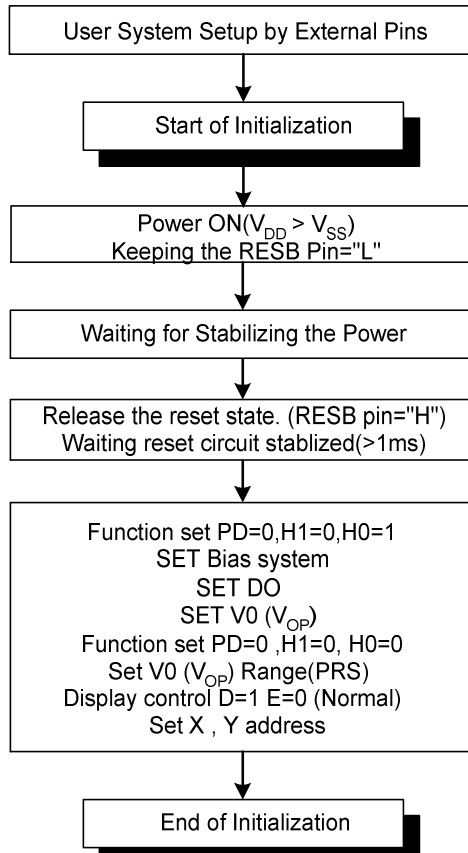 User System Setup by External Pins
Start of Initialization
Power ON(VDD > VSS)
Keeping the RESB Pin="L"
Waiting for Stabilizing the Power
Release the reset state. (RESB pin="H")
Waiting reset circuit stablized(>1ms)
Function set PD=0,H1=0,H0=1
SET Bias system
SET DO
SET V0 (VOP)
Function set PD=0 ,H1=0, H0=0
Set V0 (VOP) Range(PRS)
Display control D=1 E=0 (Normal)
Set X , Y address
End of Initialization